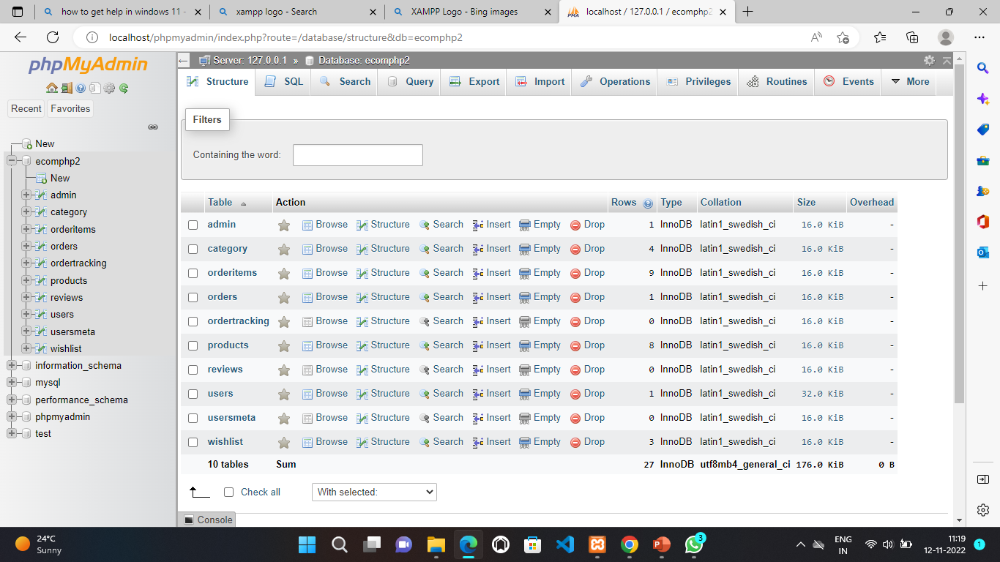 how to get help in windows 11 -
xampp logo - Search
XAMPP Logo - Bing images
localhost / 127.0.0.1 / ecomphp2
localhost/phpmyadmin/index.php?route=/database/structure&db=ecomphp2
phpMyAdmin
Recent Favorites
New
ecomphp2
New
admin
category
orderitems
orders
ordertracking
products
reviews
users
usersmeta
wishlist
information_schema
mysql
performance_schema
phpmyadmin
test
Server: 127.0.0.1 » Database: ecomphp2
Structure SQL Search Query Export Import Operations Privileges Routines Events More
Filters
Containing the word:
Table Action Rows Type Collation Size Overhead
admin Browse Structure Search Insert Empty Drop 1 InnoDB latin1_swedish_ci 16.0 KiB -
category Browse Structure Search Insert Empty Drop 4 InnoDB latin1_swedish_ci 16.0 KiB -
orderitems Browse Structure Search Insert Empty Drop 9 InnoDB latin1_swedish_ci 16.0 KiB -
orders Browse Structure Search Insert Empty Drop 1 InnoDB latin1_swedish_ci 16.0 KiB -
ordertracking Browse Structure Search Insert Empty Drop 0 InnoDB latin1_swedish_ci 16.0 KiB -
products Browse Structure Search Insert Empty Drop 8 InnoDB latin1_swedish_ci 16.0 KiB -
reviews Browse Structure Search Insert Empty Drop 0 InnoDB latin1_swedish_ci 16.0 KiB -
users Browse Structure Search Insert Empty Drop 1 InnoDB latin1_swedish_ci 32.0 KiB -
usersmeta Browse Structure Search Insert Empty Drop 0 InnoDB latin1_swedish_ci 16.0 KiB -
wishlist Browse Structure Search Insert Empty Drop 3 InnoDB latin1_swedish_ci 16.0 KiB -
10 tables Sum 27 InnoDB utf8mb4_general_ci 176.0 KiB 0 B
Check all With selected:
Console
24°C
Sunny
3
ENG
IN
11:19
12-11-2022
1